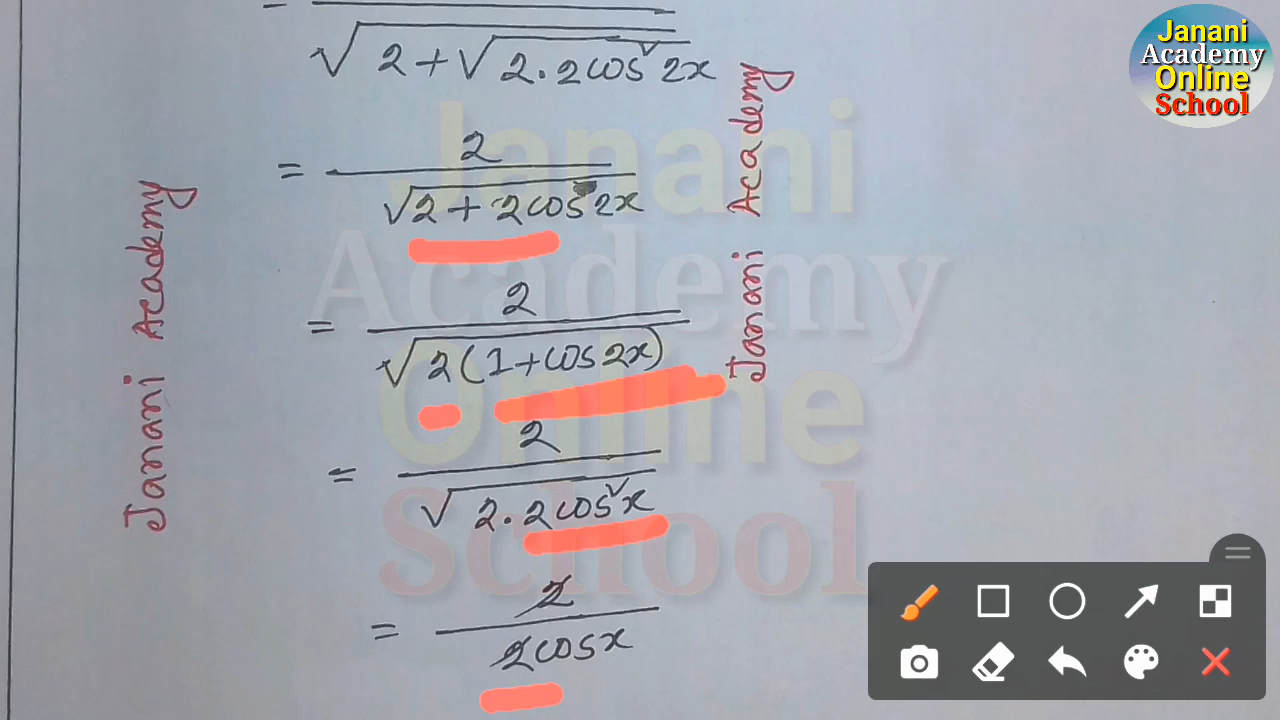 =
√(2+√(2.2cos²2x))
= 2/√(2+2cos2x)
= 2/√(2(1+cos2x))
= 2/√(2.2cos²x)
= 2/2cosx
Janani Academy
Janani Academy
Janani
Academy
Online
School
Janani
Academy
Online
School